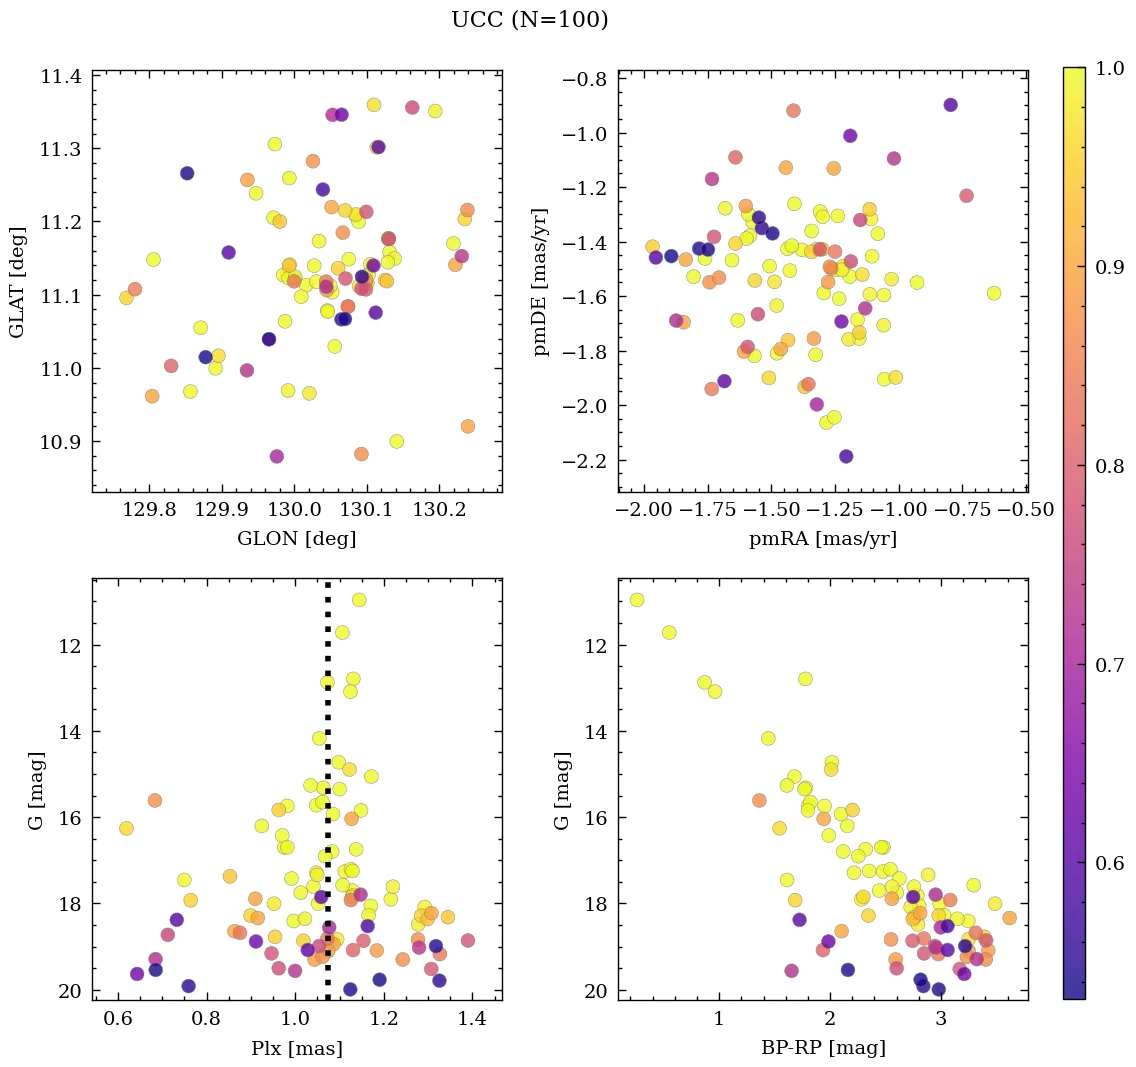 UCC (N=100)
11.4
11.3
11.2
11.1
11.0
10.9
GLAT [deg]
129.8 129.9 130.0 130.1 130.2
GLON [deg]
−0.8
−1.0
−1.2
−1.4
−1.6
−1.8
−2.0
−2.2
pmDE [mas/yr]
−2.00 −1.75 −1.50 −1.25 −1.00 −0.75 −0.50
pmRA [mas/yr]
12
14
16
18
20
G [mag]
0.6 0.8 1.0 1.2 1.4
Plx [mas]
12
14
16
18
20
G [mag]
1 2 3
BP-RP [mag]
1.0
0.9
0.8
0.7
0.6